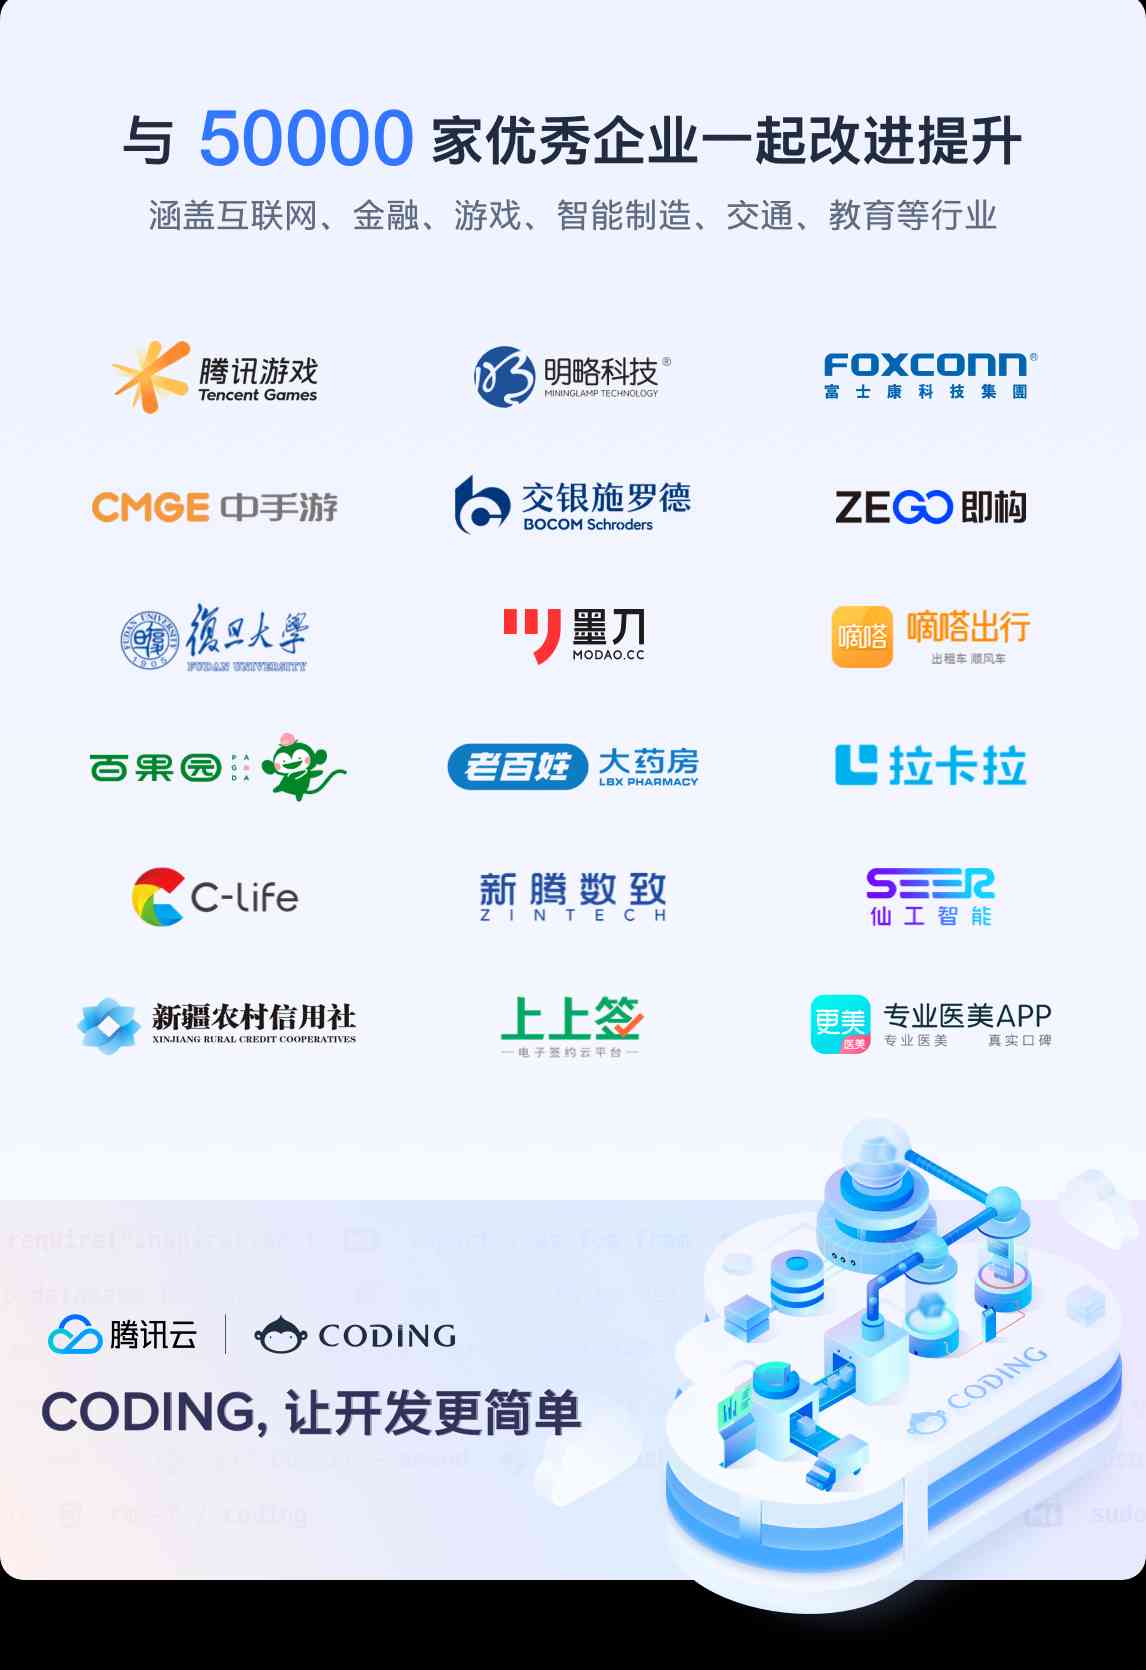 与 50000 家优秀企业一起改进提升
涵盖互联网、金融、游戏、智能制造、交通、教育等行业
腾讯游戏
Tencent Games
明略科技®
MININGLAMP TECHNOLOGY
FOXCONN®
富士康科技集團
CMGE 中手游
交银施罗德
BOCOM Schroders
ZEGO 即构
FUDAN UNIVERSITY
1905
復旦大學
FUDAN UNIVERSITY
墨刀
MODAO.CC
嘀嗒
嘀嗒出行
出租车 顺风车
百果园
PAGODA
老百姓 大药房
LBX PHARMACY
拉卡拉
C-life
新腾数致
ZINTECH
SEER
仙工智能
新疆农村信用社
XINJIANG RURAL CREDIT COOPERATIVES
上上签
电子签约云平台
更美
医美
专业医美APP
专业医美 真实口碑
腾讯云
CODING
CODING, 让开发更简单
CODING
coding
sudo